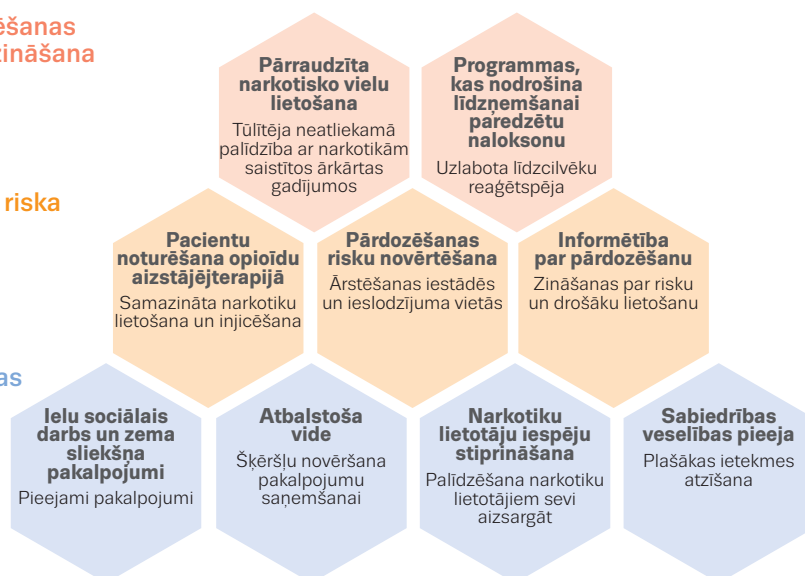 ēšanas
zināšana
Pārraudzīta
narkotisko vielu
lietošana
Tūlītēja neatliekamā
palīdzība ar narkotikām
saistītos ārkārtas
gadījumos
Programmas,
kas nodrošina
līdzņemšanai
paredzētu
naloksonu
Uzlabota līdzcilvēku
reaģētspēja
riska
Pacientu
noturēšana opioīdu
aizstājējterapijā
Samazināta narkotiku
lietošana un injicēšana
Pārdozēšanas
risku novērtēšana
Ārstēšanas iestādēs
un ieslodzījuma vietās
Informētība
par pārdozēšanu
Zināšanas par risku
un drošāku lietošanu
as
Ielu sociālais
darbs un zema
sliekšņa
pakalpojumi
Pieejami pakalpojumi
Atbalstoša
vide
Šķēršļu novēršana
pakalpojumu
saņemšanai
Narkotiku
lietotāju iespēju
stiprināšana
Palīdzēšana narkotiku
lietotājiem sevi
aizsargāt
Sabiedrības
veselības pieeja
Plašākas ietekmes
atzīšana